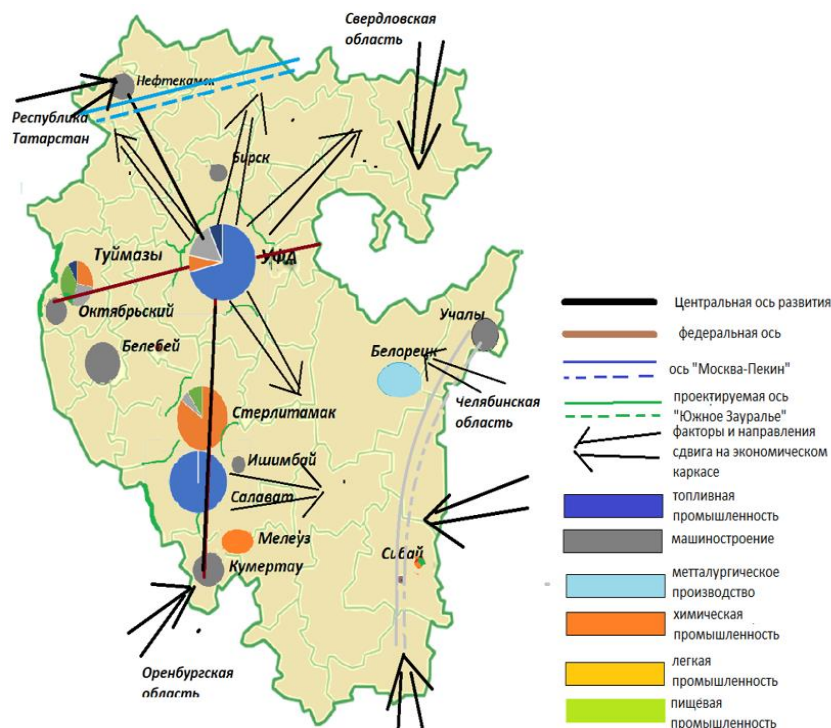 Свердловская
область
Нефтекамск
Республика
Татарстан
Бирск
Туймазы
УФА
Октябрьский
Учалы
Белебей
Белорецк
Стерлитамак
Челябинская
область
Ишимбай
Салават
Мелеуз
Сибай
Кумертау
Оренбургская
область
Центральная ось развития
федеральная ось
ось "Москва-Пекин"
проектируемая ось
"Южное Зауралье"
факторы и направления
сдвига на экономическом
каркасе
топливная
промышленность
машиностроение
метталургическое
производство
химическая
промышленность
легкая
промышленность
пищевая
промышленность